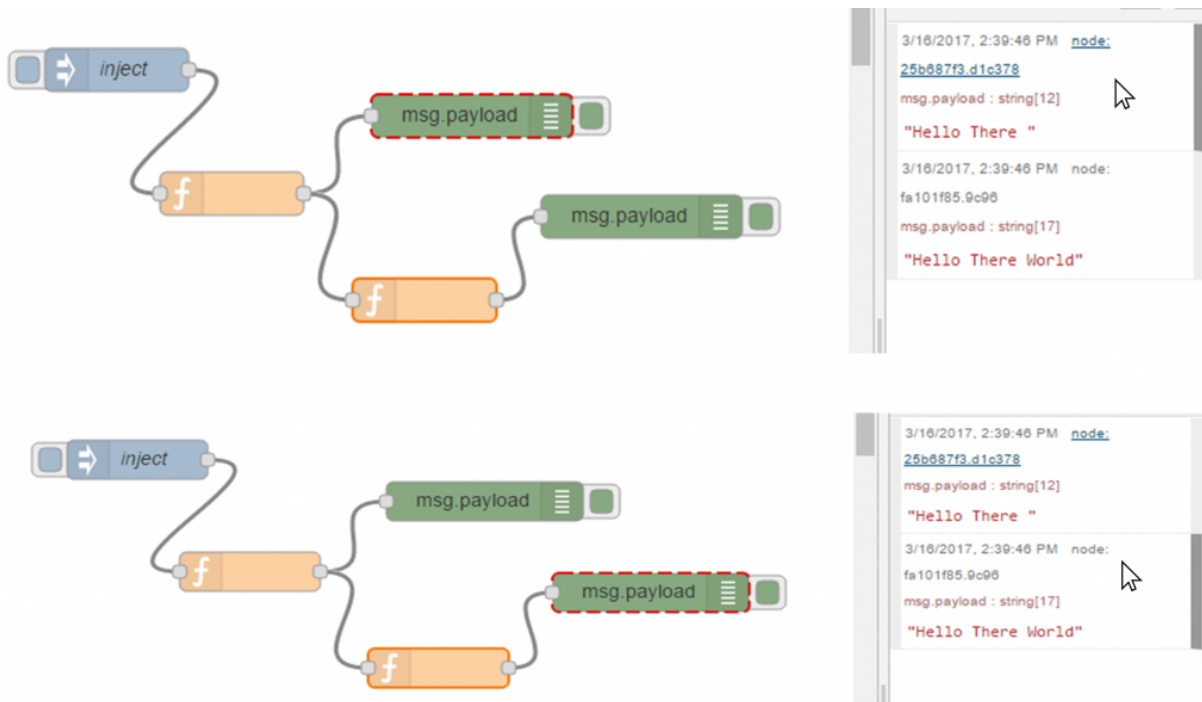 inject
msg.payload
msg.payload
3/16/2017, 2:39:46 PM node:
25b687f3.d1c378
msg.payload : string[12]
"Hello There "
3/16/2017, 2:39:46 PM node:
fa101f85.9c96
msg.payload : string[17]
"Hello There World"
inject
msg.payload
msg.payload
3/16/2017, 2:39:46 PM node:
25b687f3.d1c378
msg.payload : string[12]
"Hello There "
3/16/2017, 2:39:46 PM node:
fa101f85.9c96
msg.payload : string[17]
"Hello There World"